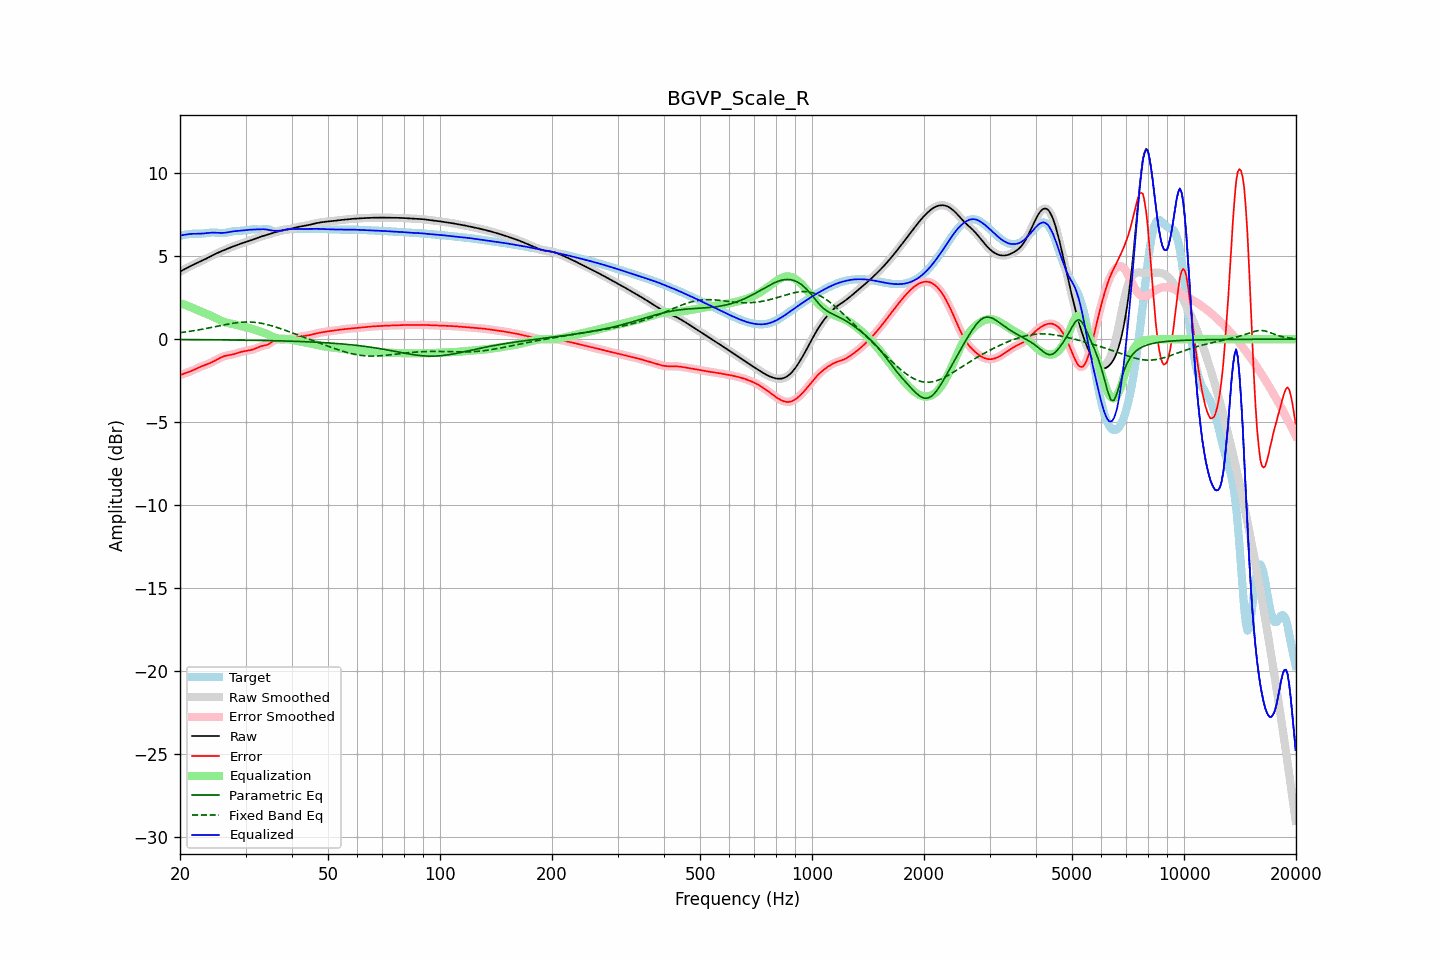 BGVP_Scale_R
Amplitude (dBr)
10
5
0
−5
−10
−15
−20
−25
−30
Target
Raw Smoothed
Error Smoothed
Raw
Error
Equalization
Parametric Eq
Fixed Band Eq
Equalized
20 50 100 200 500 1000 2000 5000 10000 20000
Frequency (Hz)